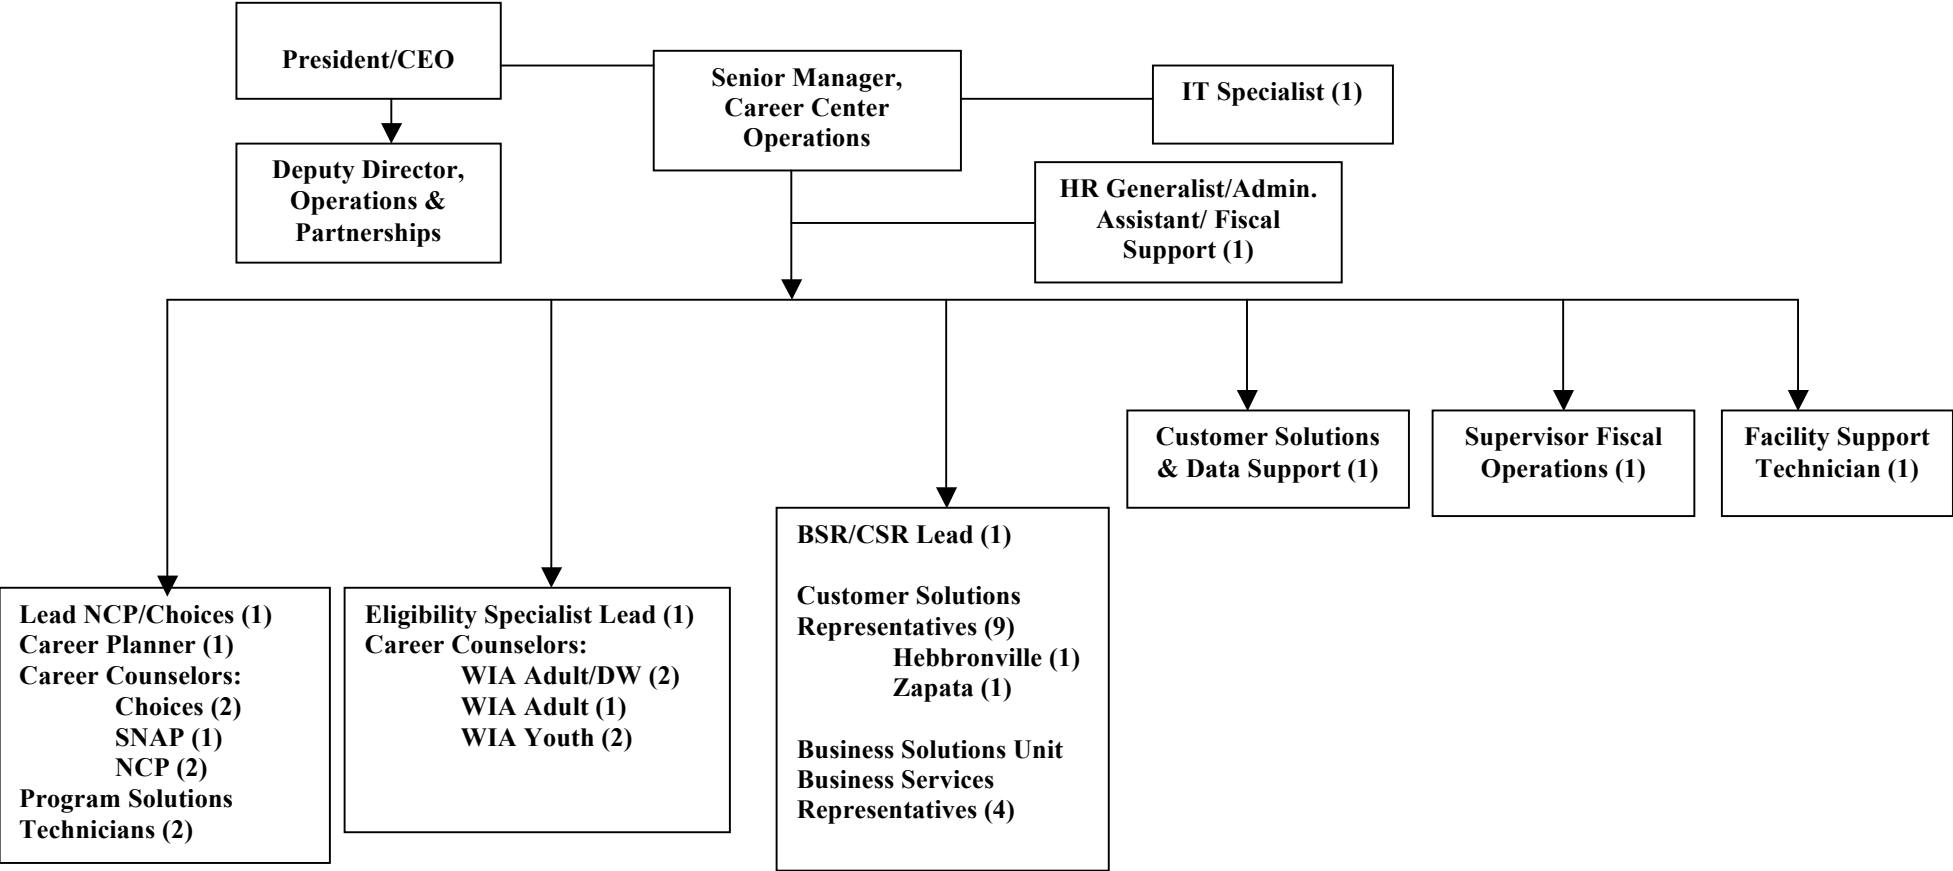 President/CEO
Senior Manager,
Career Center
Operations
IT Specialist (1)
Deputy Director,
Operations &
Partnerships
HR Generalist/Admin.
Assistant/ Fiscal
Support (1)
Customer Solutions
& Data Support (1)
Supervisor Fiscal
Operations (1)
Facility Support
Technician (1)
Lead NCP/Choices (1)
Career Planner (1)
Career Counselors:
Choices (2)
SNAP (1)
NCP (2)
Program Solutions
Technicians (2)
Eligibility Specialist Lead (1)
Career Counselors:
WIA Adult/DW (2)
WIA Adult (1)
WIA Youth (2)
BSR/CSR Lead (1)
Customer Solutions
Representatives (9)
Hebbronville (1)
Zapata (1)
Business Solutions Unit
Business Services
Representatives (4)